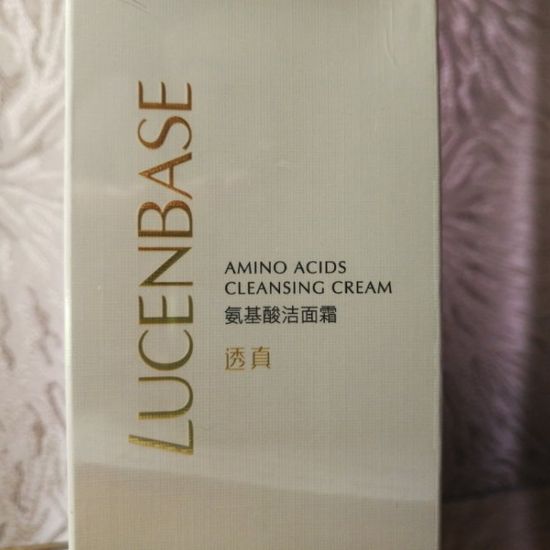 LUCENBASE
AMINO ACIDS
CLEANSING CREAM
氨基酸洁面霜
透真